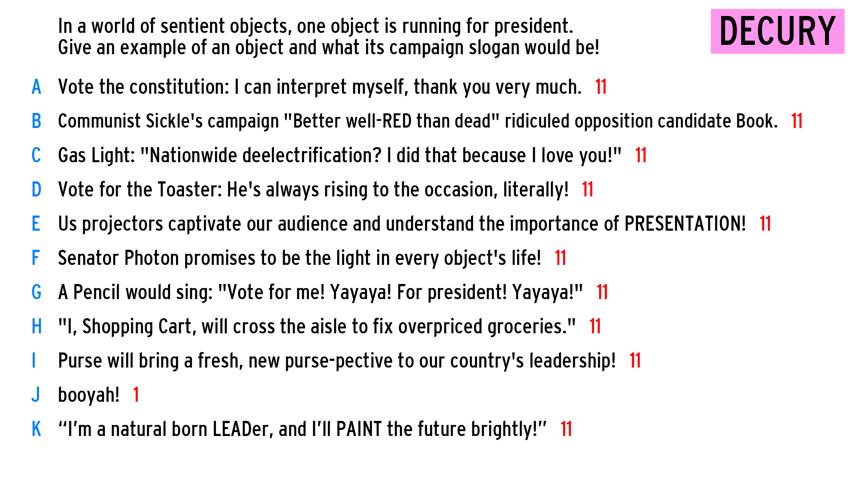 In a world of sentient objects, one object is running for president.
Give an example of an object and what its campaign slogan would be!
DECURY
A Vote the constitution: I can interpret myself, thank you very much. 11
B Communist Sickle's campaign "Better well-RED than dead" ridiculed opposition candidate Book. 11
C Gas Light: "Nationwide deelectrification? I did that because I love you!" 11
D Vote for the Toaster: He's always rising to the occasion, literally! 11
E Us projectors captivate our audience and understand the importance of PRESENTATION! 11
F Senator Photon promises to be the light in every object's life! 11
G A Pencil would sing: "Vote for me! Yayaya! For president! Yayaya!" 11
H "I, Shopping Cart, will cross the aisle to fix overpriced groceries." 11
I Purse will bring a fresh, new purse-pective to our country's leadership! 11
J booyah! 1
K “I’m a natural born LEADer, and I’ll PAINT the future brightly!” 11